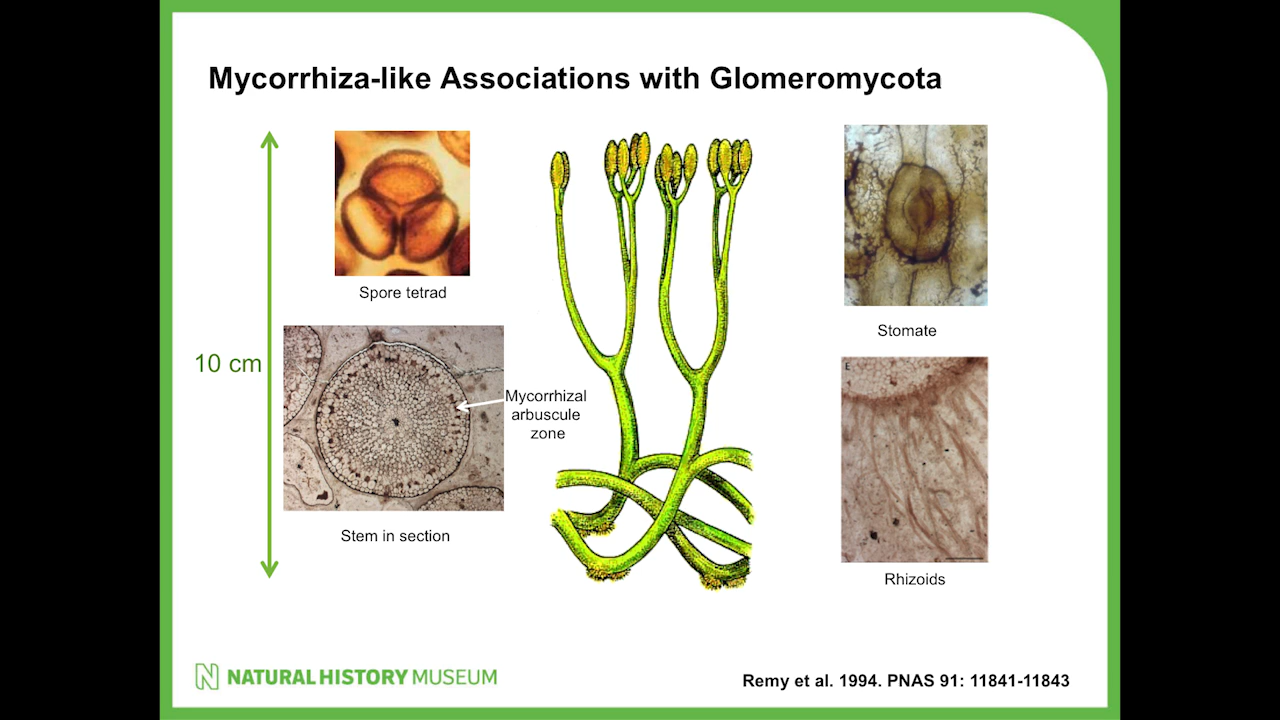 Mycorrhiza-like Associations with Glomeromycota
10 cm
Spore tetrad
Mycorrhizal
arbuscule
zone
Stem in section
Stomate
E
Rhizoids
NATURAL HISTORY MUSEUM
Remy et al. 1994. PNAS 91: 11841-11843